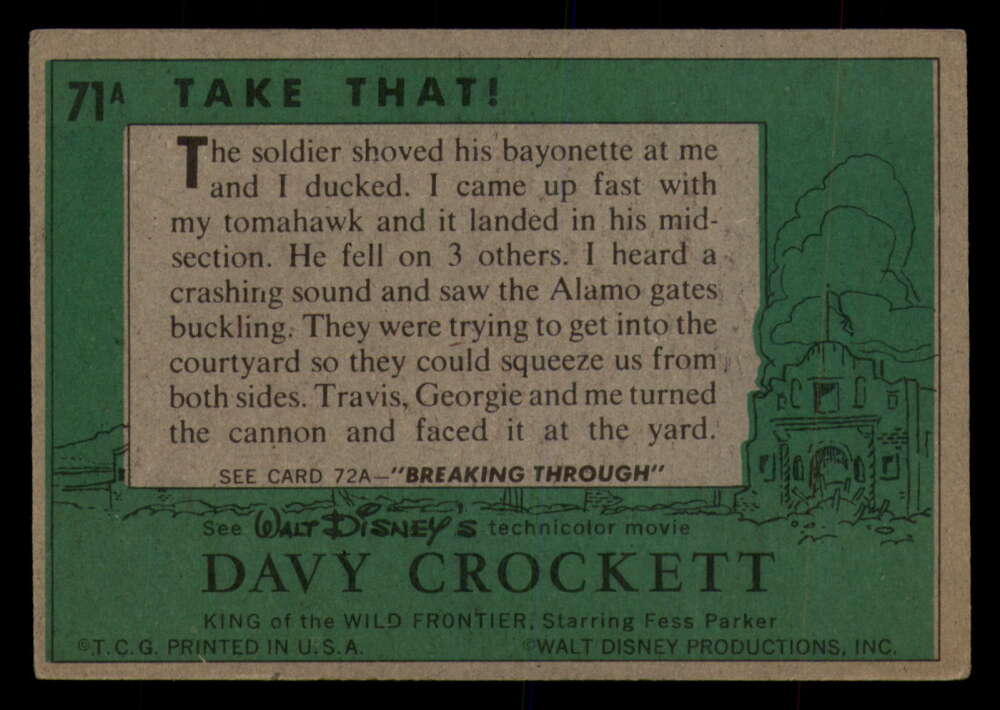 71A TAKE THAT!
The soldier shoved his bayonette at me
and I ducked. I came up fast with
my tomahawk and it landed in his mid-
section. He fell on 3 others. I heard a
crashing sound and saw the Alamo gates
buckling. They were trying to get into the
courtyard so they could squeeze us from
both sides. Travis, Georgie and me turned
the cannon and faced it at the yard.
SEE CARD 72A—"BREAKING THROUGH"
See WALT DISNEY'S technicolor movie
DAVY CROCKETT
KING of the WILD FRONTIER, Starring Fess Parker
©T.C.G. PRINTED IN U.S.A. ©WALT DISNEY PRODUCTIONS, INC.